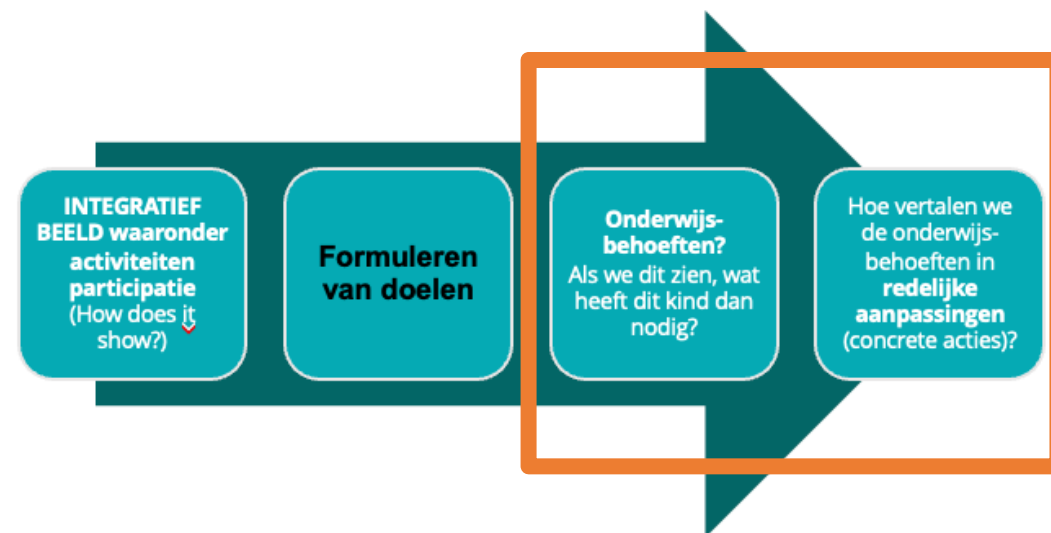 INTEGRATIEF
BEELD waaronder
activiteiten
participatie
(How does it
show?)
Formuleren
van doelen
Onderwijs-
behoeften?
Als we dit zien, wat
heeft dit kind dan
nodig?
Hoe vertalen we
de onderwijs-
behoeften in
redelijke
aanpassingen
(concrete acties)?